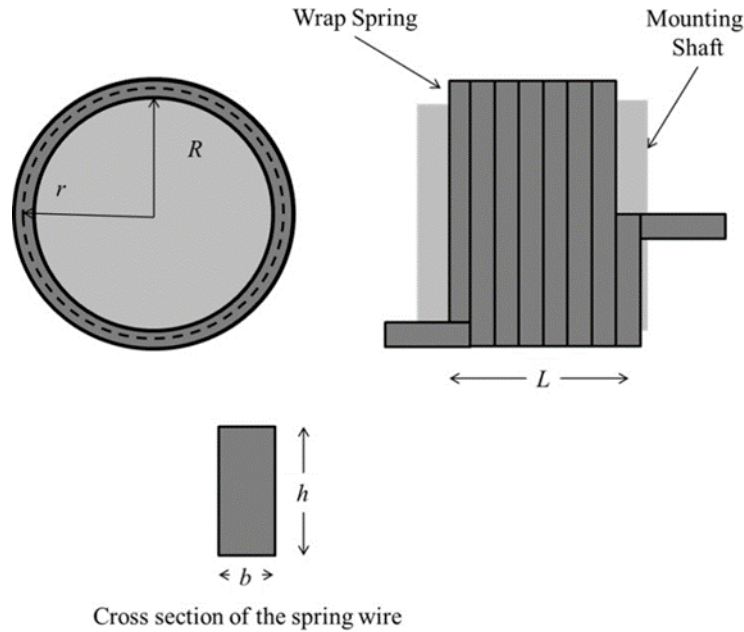 Wrap Spring
Mounting
Shaft
R
r
L
h
b
Cross section of the spring wire